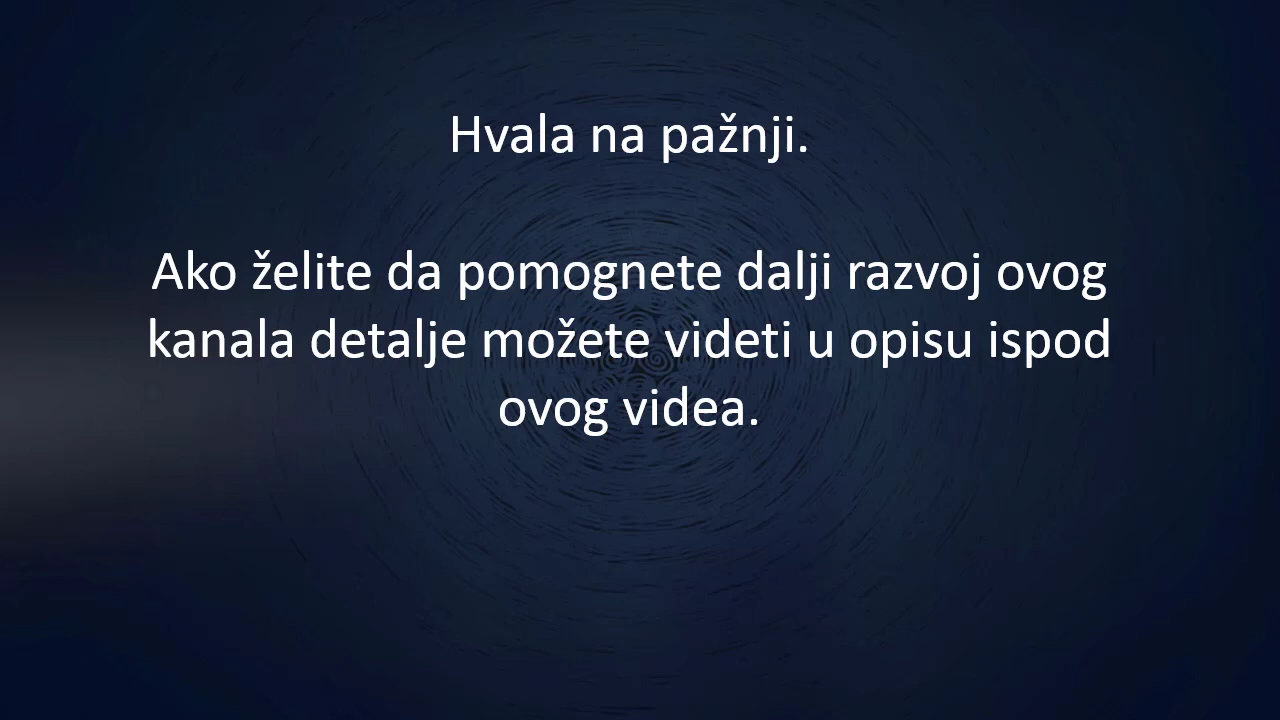 Hvala na pažnji.
Ako želite da pomognete dalji razvoj ovog
kanala detalje možete videti u opisu ispod
ovog videa.